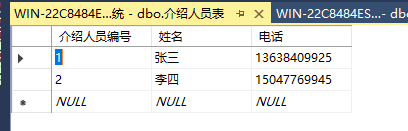 WIN-22C8484E...统 - dbo.介绍人员表 WIN-22C8484ES... - dbo
介绍人员编号 姓名 电话
1 张三 13638409925
2 李四 15047769945
NULL NULL NULL